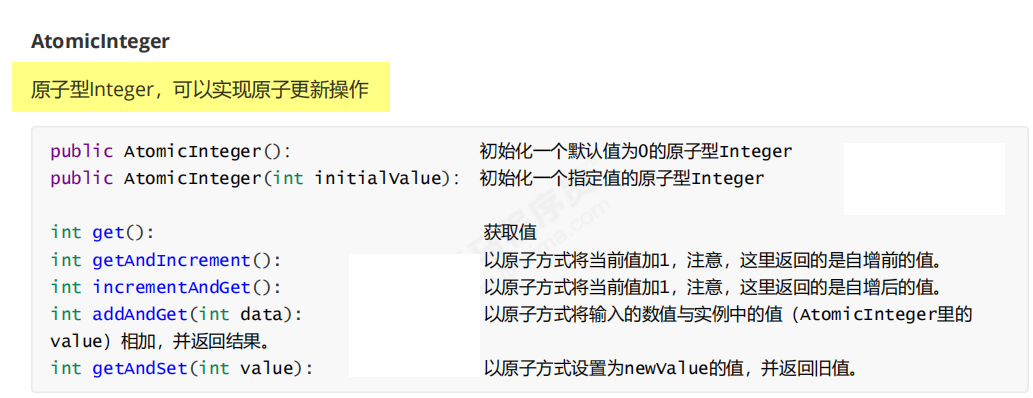 AtomicInteger
原子型Integer，可以实现原子更新操作
public AtomicInteger(): 初始化一个默认值为0的原子型Integer
public AtomicInteger(int initialValue): 初始化一个指定值的原子型Integer
int get(): 获取值
int getAndIncrement(): 以原子方式将当前值加1，注意，这里返回的是自增前的值。
int incrementAndGet(): 以原子方式将当前值加1，注意，这里返回的是自增后的值。
int addAndGet(int data): 以原子方式将输入的数值与实例中的值（AtomicInteger里的
value）相加，并返回结果。
int getAndSet(int value): 以原子方式设置为newValue的值，并返回旧值。